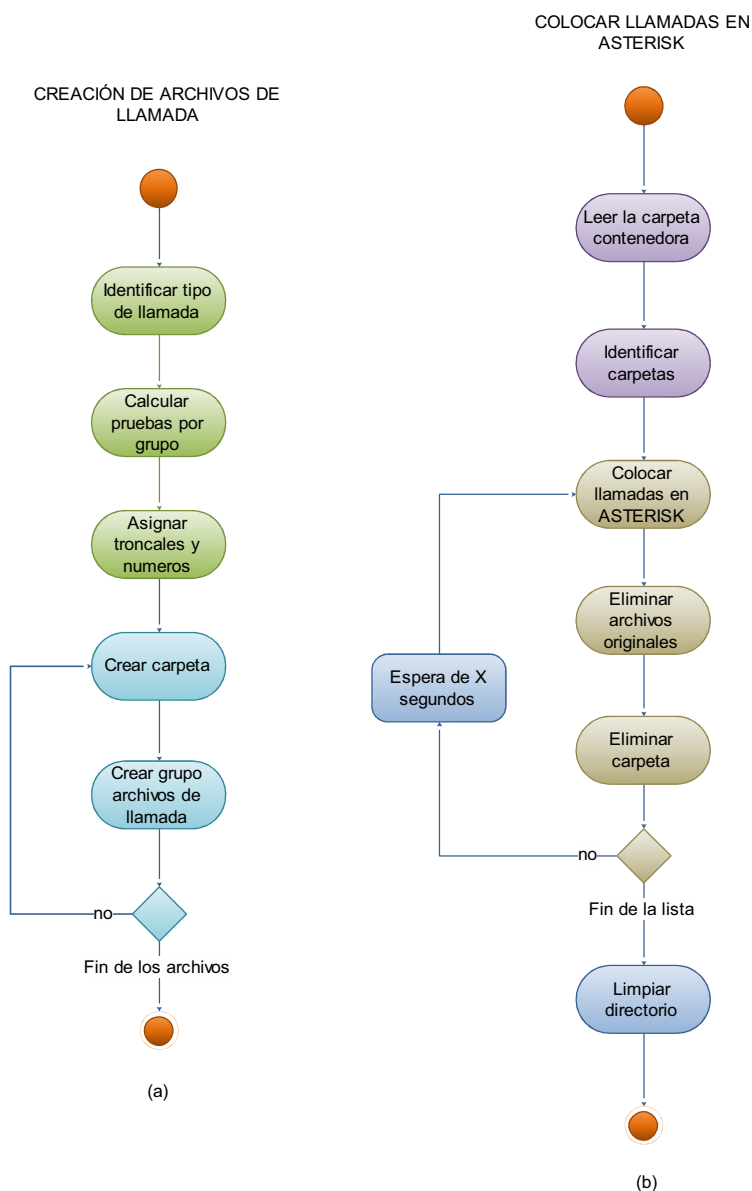 CREACIÓN DE ARCHIVOS DE
LLAMADA
Identificar tipo
de llamada
Calcular
pruebas por
grupo
Asignar
troncales y
numeros
Crear carpeta
Crear grupo
archivos de
llamada
no
Fin de los archivos
(a)
COLOCAR LLAMADAS EN
ASTERISK
Leer la carpeta
contenedora
Identificar
carpetas
Colocar
llamadas en
ASTERISK
Eliminar
archivos
originales
Espera de X
segundos
Eliminar
carpeta
no
Fin de la lista
Limpiar
directorio
(b)